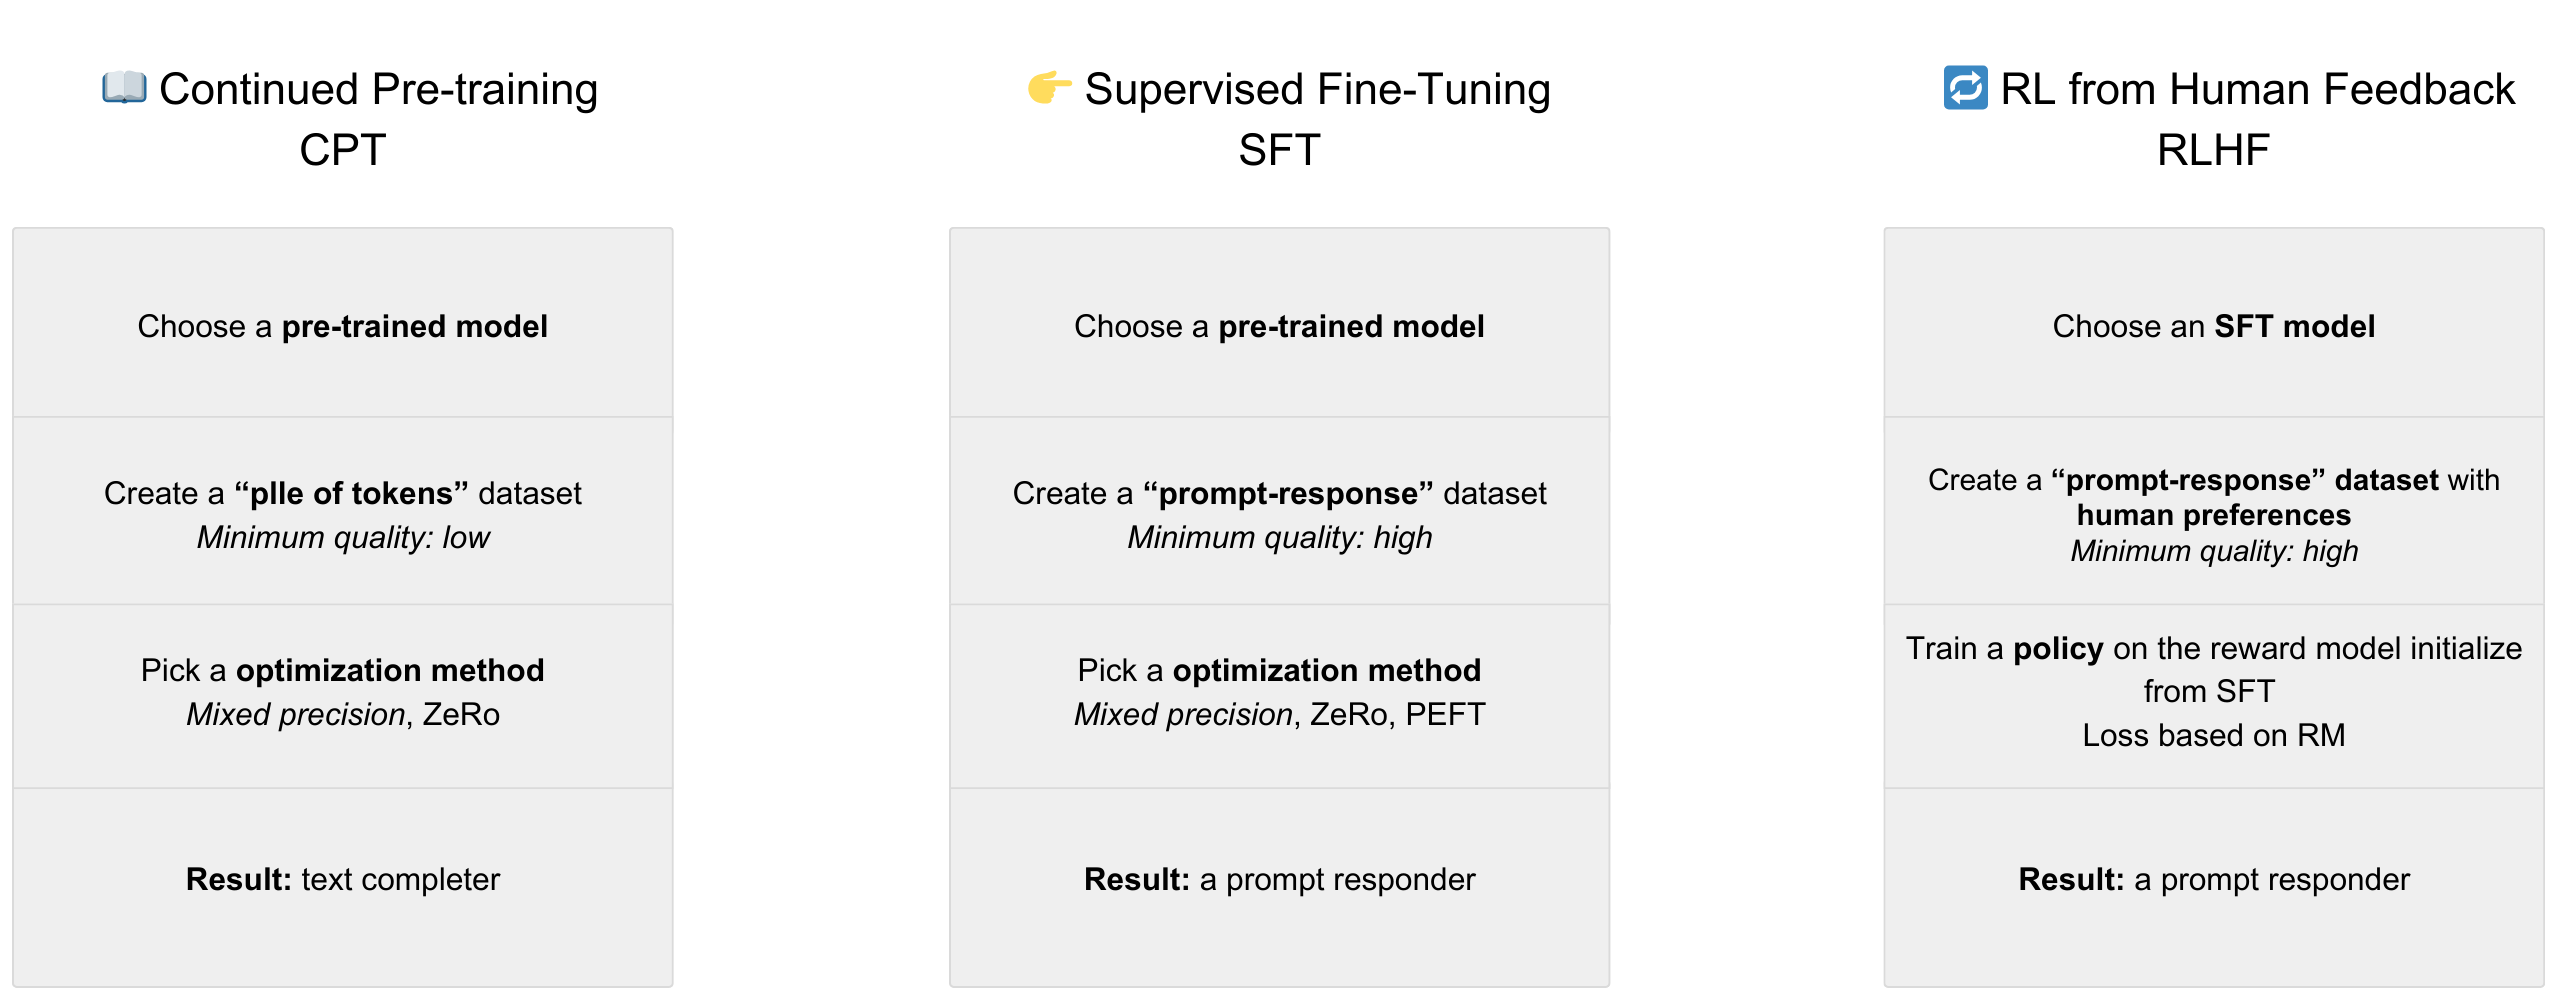 Continued Pre-training
CPT
Choose a pre-trained model
Create a “plle of tokens” dataset
Minimum quality: low
Pick a optimization method
Mixed precision, ZeRo
Result: text completer
Supervised Fine-Tuning
SFT
Choose a pre-trained model
Create a “prompt-response” dataset
Minimum quality: high
Pick a optimization method
Mixed precision, ZeRo, PEFT
Result: a prompt responder
RL from Human Feedback
RLHF
Choose an SFT model
Create a “prompt-response” dataset with
human preferences
Minimum quality: high
Train a policy on the reward model initialize
from SFT
Loss based on RM
Result: a prompt responder